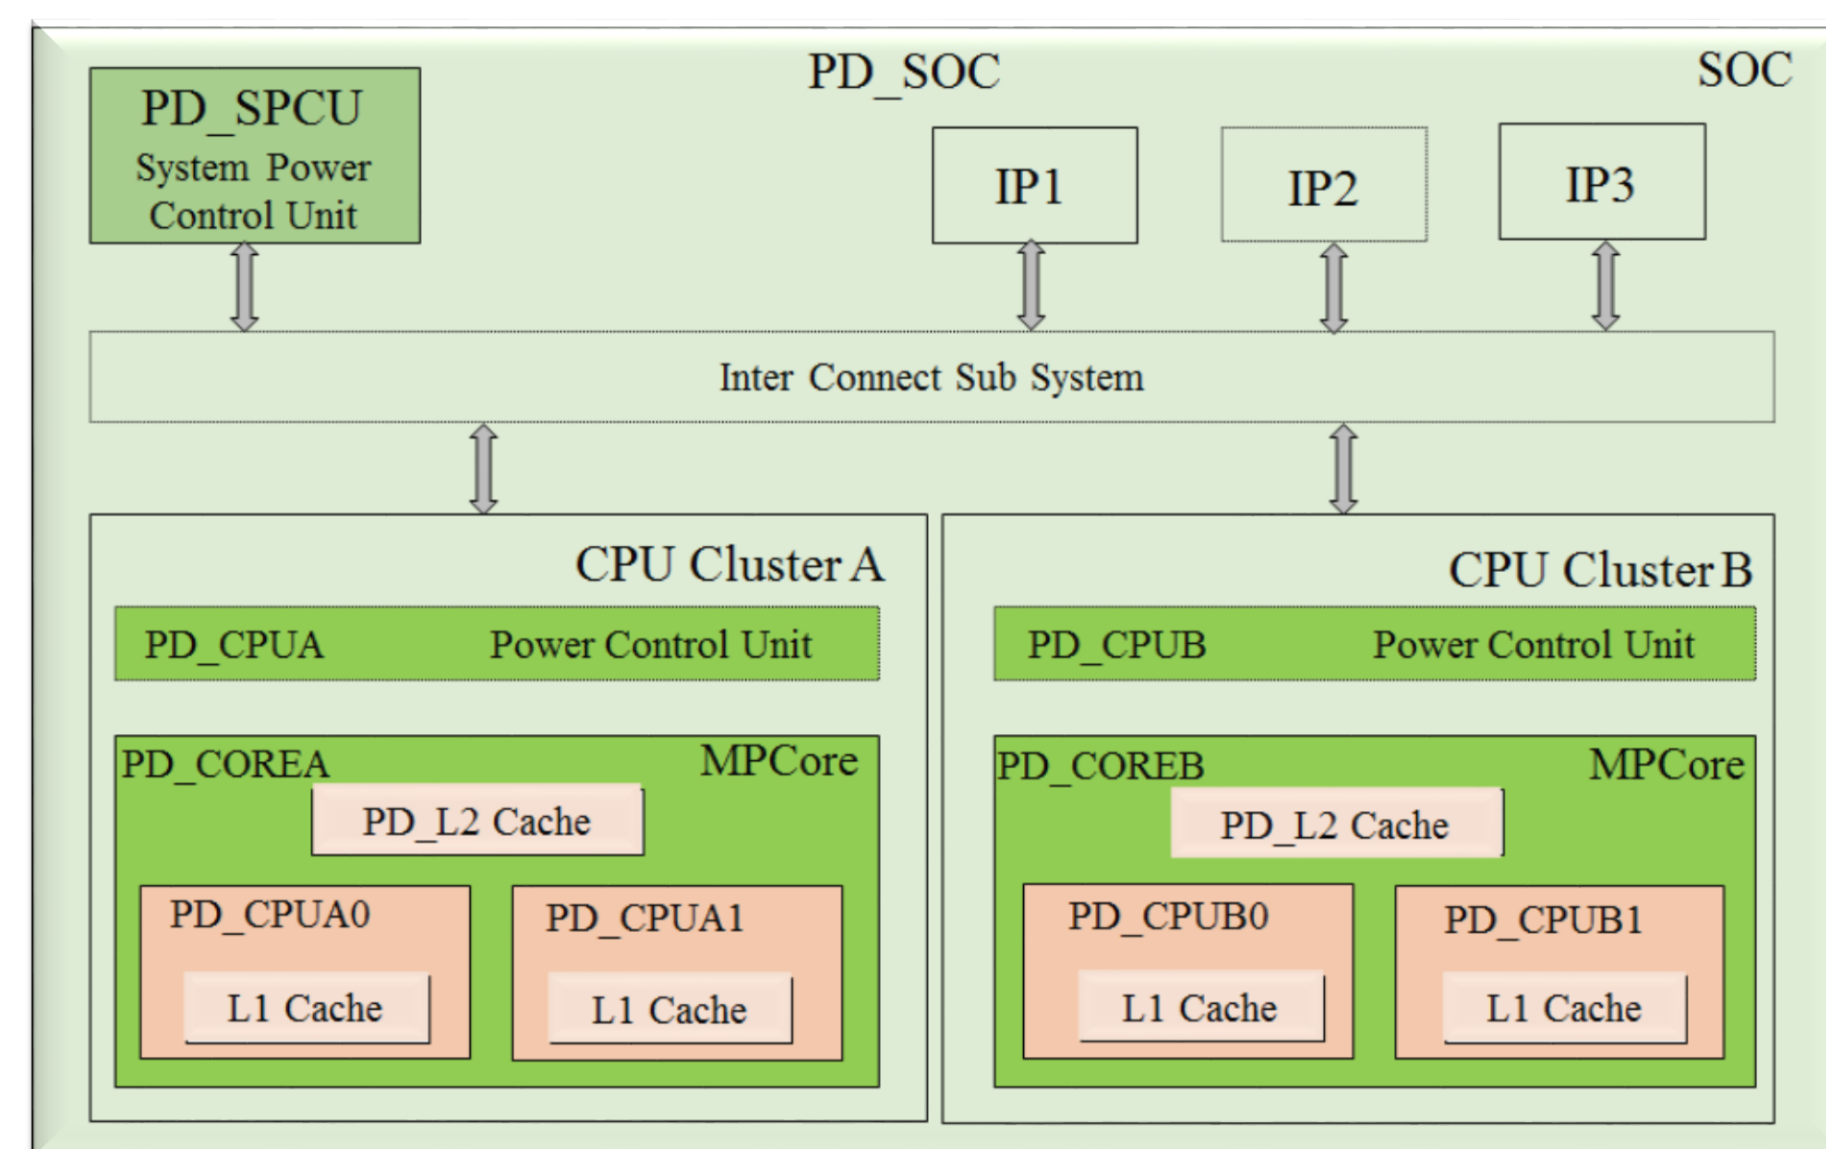 PD_SOC
SOC
PD_SPCU
System Power
Control Unit
IP1
IP2
IP3
Inter Connect Sub System
CPU Cluster A
PD_CPUA Power Control Unit
PD_COREA
MPCore
PD_L2 Cache
PD_CPUA0
L1 Cache
PD_CPUA1
L1 Cache
CPU Cluster B
PD_CPUB Power Control Unit
PD_COREB
MPCore
PD_L2 Cache
PD_CPUB0
L1 Cache
PD_CPUB1
L1 Cache